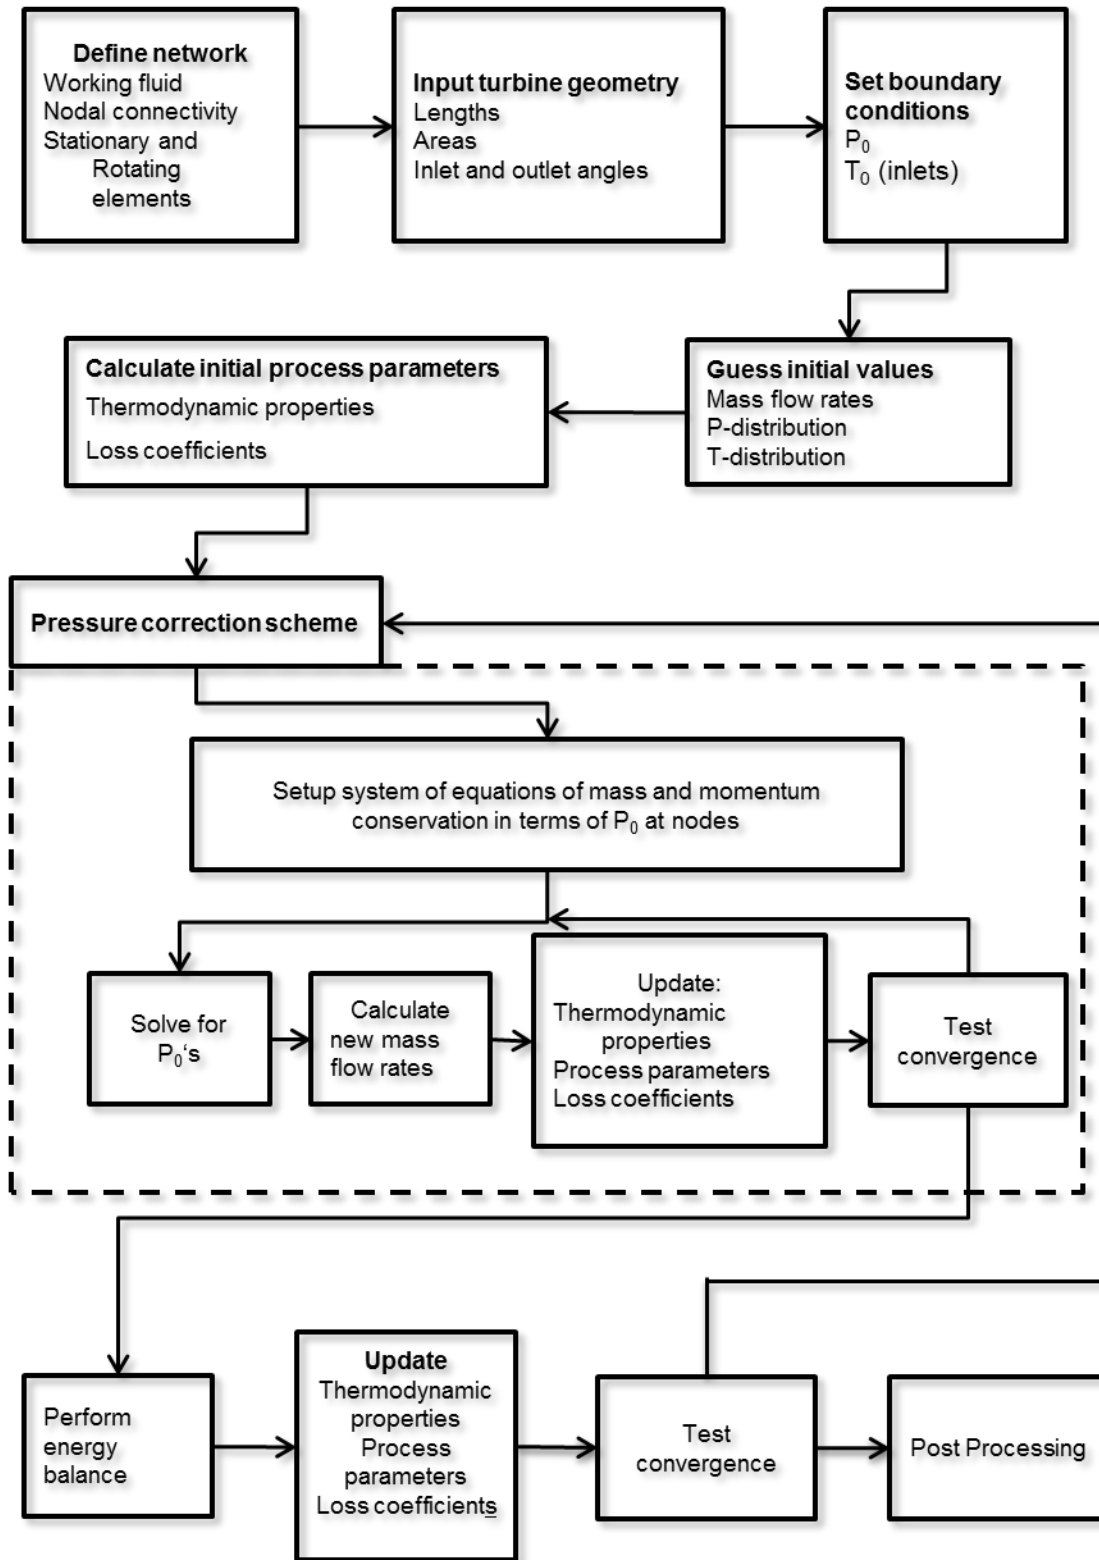 Define network
Working fluid
Nodal connectivity
Stationary and
Rotating
elements
Input turbine geometry
Lengths
Areas
Inlet and outlet angles
Set boundary
conditions
P₀
T₀ (inlets)
Calculate initial process parameters
Thermodynamic properties
Loss coefficients
Guess initial values
Mass flow rates
P-distribution
T-distribution
Pressure correction scheme
Setup system of equations of mass and momentum
conservation in terms of P₀ at nodes
Solve for
P₀‘s
Calculate
new mass
flow rates
Update:
Thermodynamic
properties
Process parameters
Loss coefficients
Test
convergence
Perform
energy
balance
Update
Thermodynamic
properties
Process
parameters
Loss coefficients
Test
convergence
Post Processing